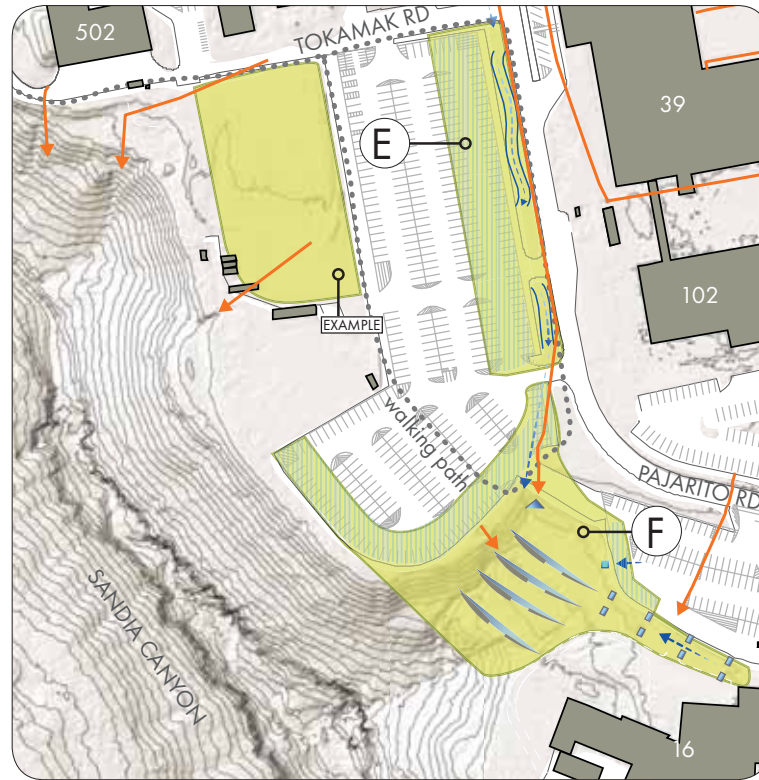 502
TOKAMAK RD
39
E
102
EXAMPLE
walking path
PAJARITO RD
F
SANDIA CANYON
16